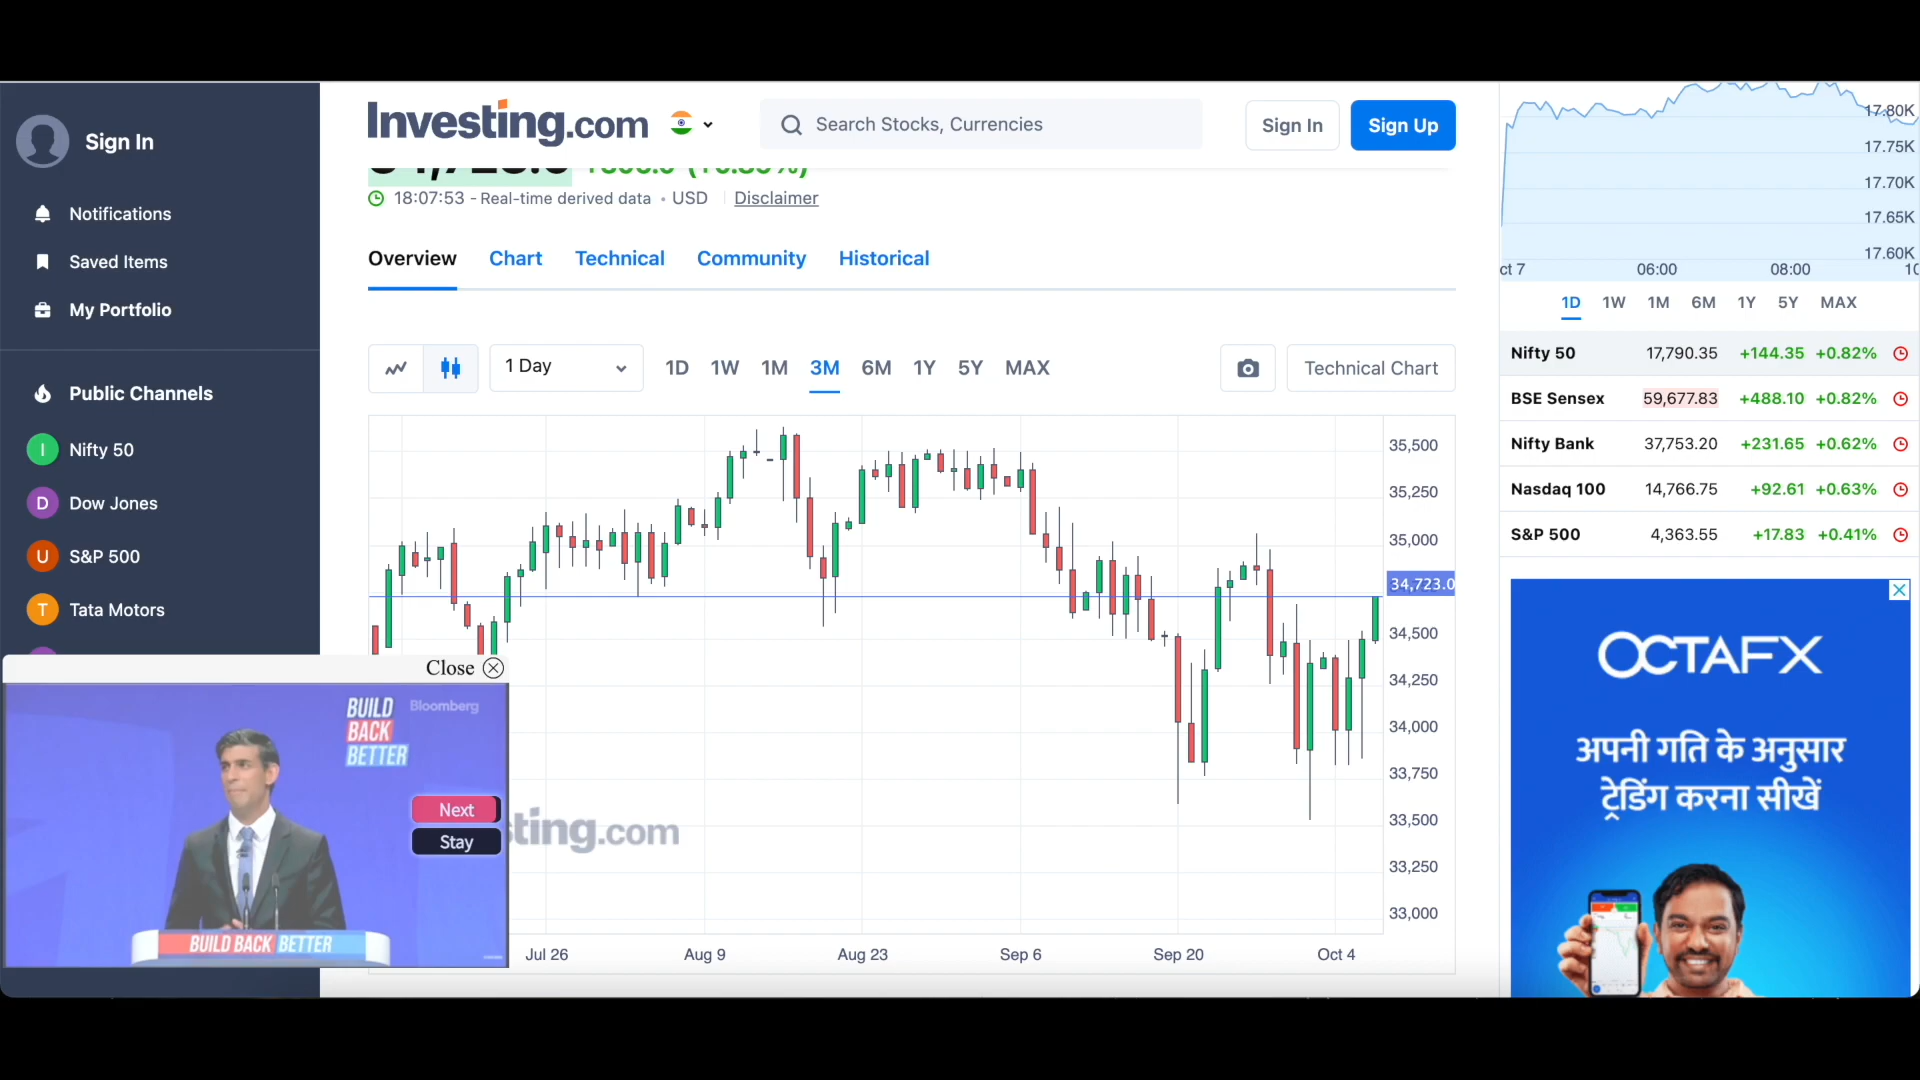 Sign In
Notifications
Saved Items
My Portfolio
Public Channels
I Nifty 50
D Dow Jones
U S&P 500
T Tata Motors
Close
BUILD
BACK
BETTER
Bloomberg
Next
Stay
BUILD BACK BETTER
Investing.com
Search Stocks, Currencies
Sign In
Sign Up
18:07:53 - Real-time derived data • USD
Disclaimer
Overview Chart Technical Community Historical
1 Day
1D 1W 1M 3M 6M 1Y 5Y MAX
Technical Chart
35,500
35,250
35,000
34,723.0
34,500
34,250
34,000
33,750
33,500
33,250
33,000
sting.com
Jul 26 Aug 9 Aug 23 Sep 6 Sep 20 Oct 4
17.80K
17.75K
17.70K
17.65K
17.60K
ct 7 06:00 08:00 10
1D 1W 1M 6M 1Y 5Y MAX
Nifty 50 17,790.35 +144.35 +0.82%
BSE Sensex 59,677.83 +488.10 +0.82%
Nifty Bank 37,753.20 +231.65 +0.62%
Nasdaq 100 14,766.75 +92.61 +0.63%
S&P 500 4,363.55 +17.83 +0.41%
OCTAFX
अपनी गति के अनुसार
ट्रेडिंग करना सीखें